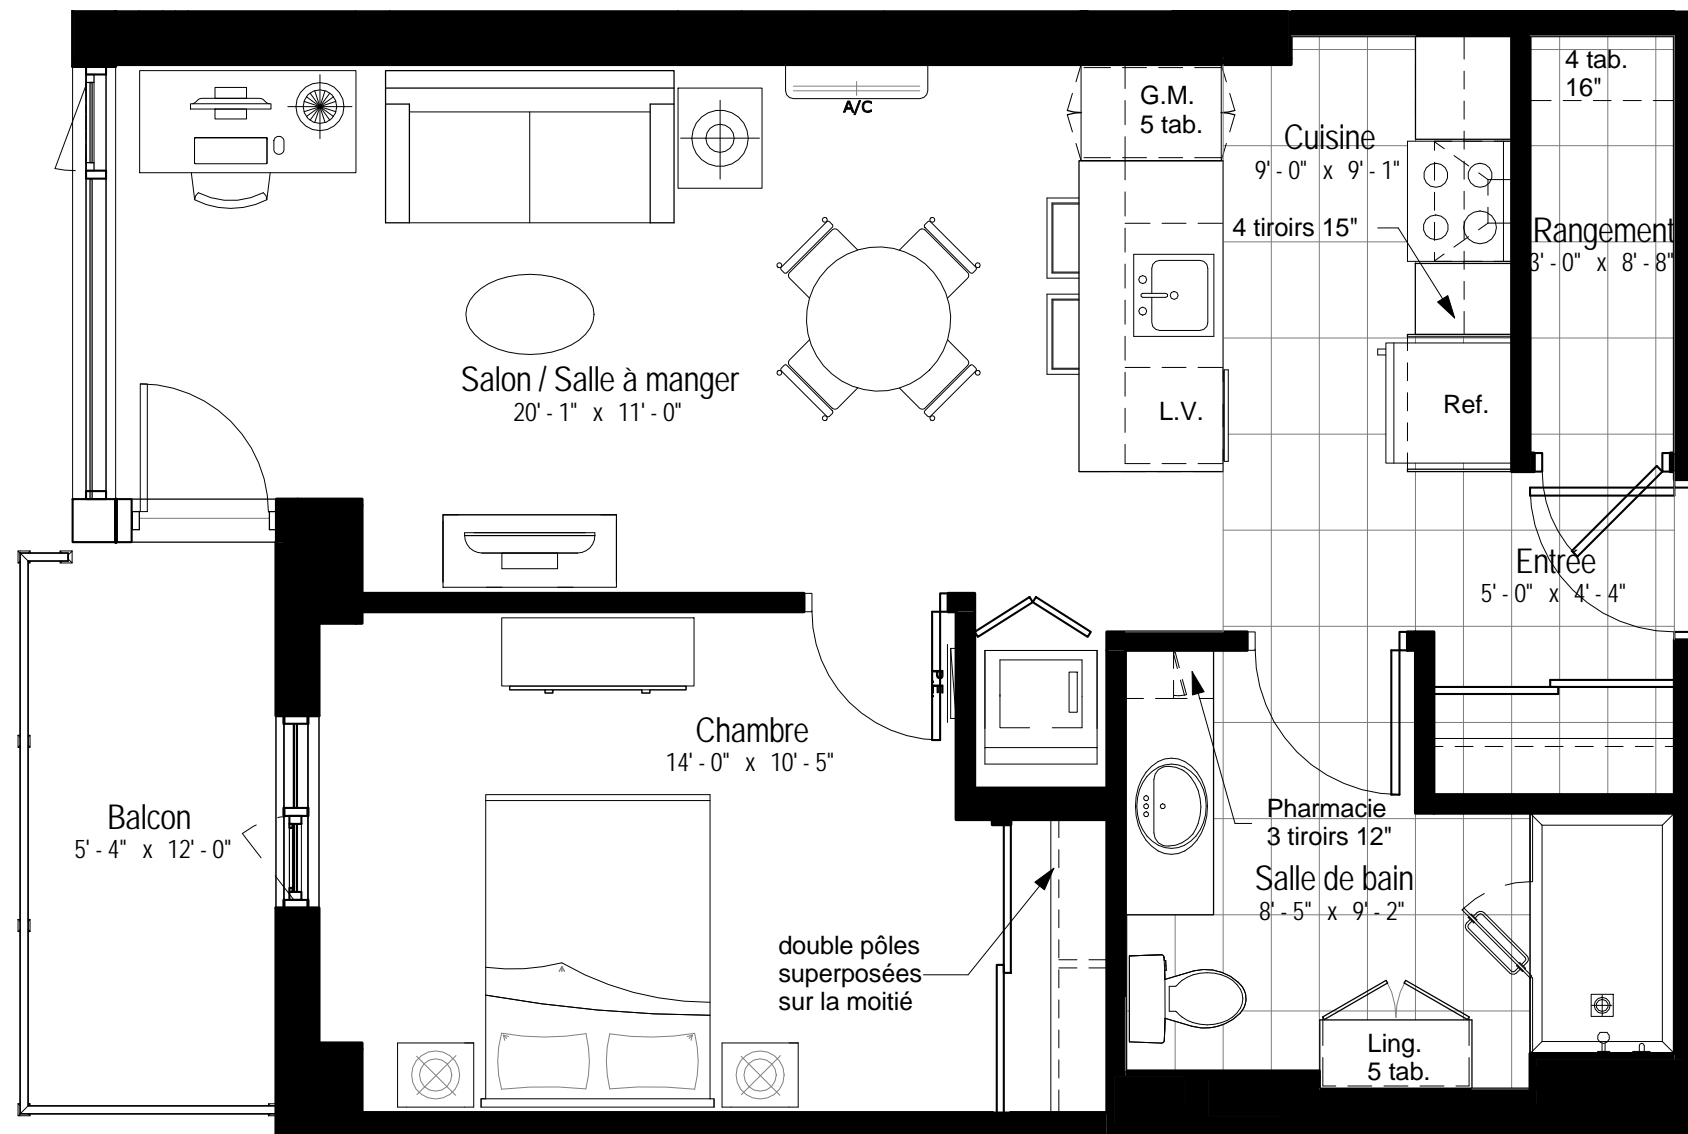 4 tab.
16"
G.M.
5 tab.
A/C
Cuisine
9'-0" x 9'-1"
4 tiroirs 15"
Rangement
3'-0" x 8'-8"
Salon / Salle à manger
20'-1" x 11'-0"
L.V.
Ref.
Entrée
5'-0" x 4'-4"
Chambre
14'-0" x 10'-5"
Balcon
5'-4" x 12'-0"
Pharmacie
3 tiroirs 12"
Salle de bain
8'-5" x 9'-2"
double pôles
superposées
sur la moitié
Ling.
5 tab.